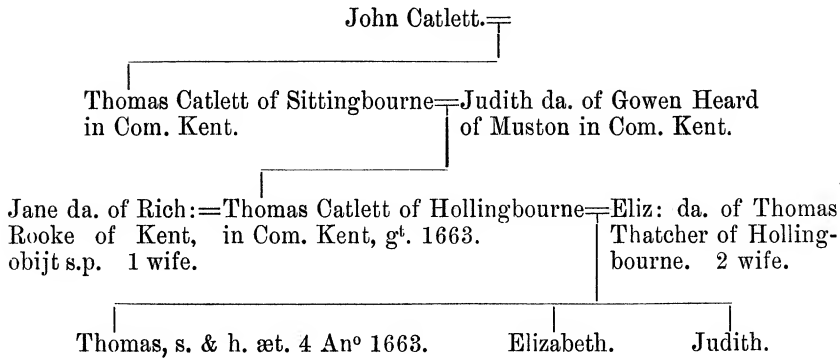 John Catlett.=
Thomas Catlett of Sittingbourne=Judith da. of Gowen Heard
in Com. Kent. of Muston in Com. Kent.
Jane da. of Rich:=Thomas Catlett of Hollingbourne=Eliz: da. of Thomas
Rooke of Kent, in Com. Kent, gᵗ. 1663. Thatcher of Holling-
obijt s.p. 1 wife. bourne. 2 wife.
Thomas, s. & h. æt. 4 Anº 1663. Elizabeth. Judith.